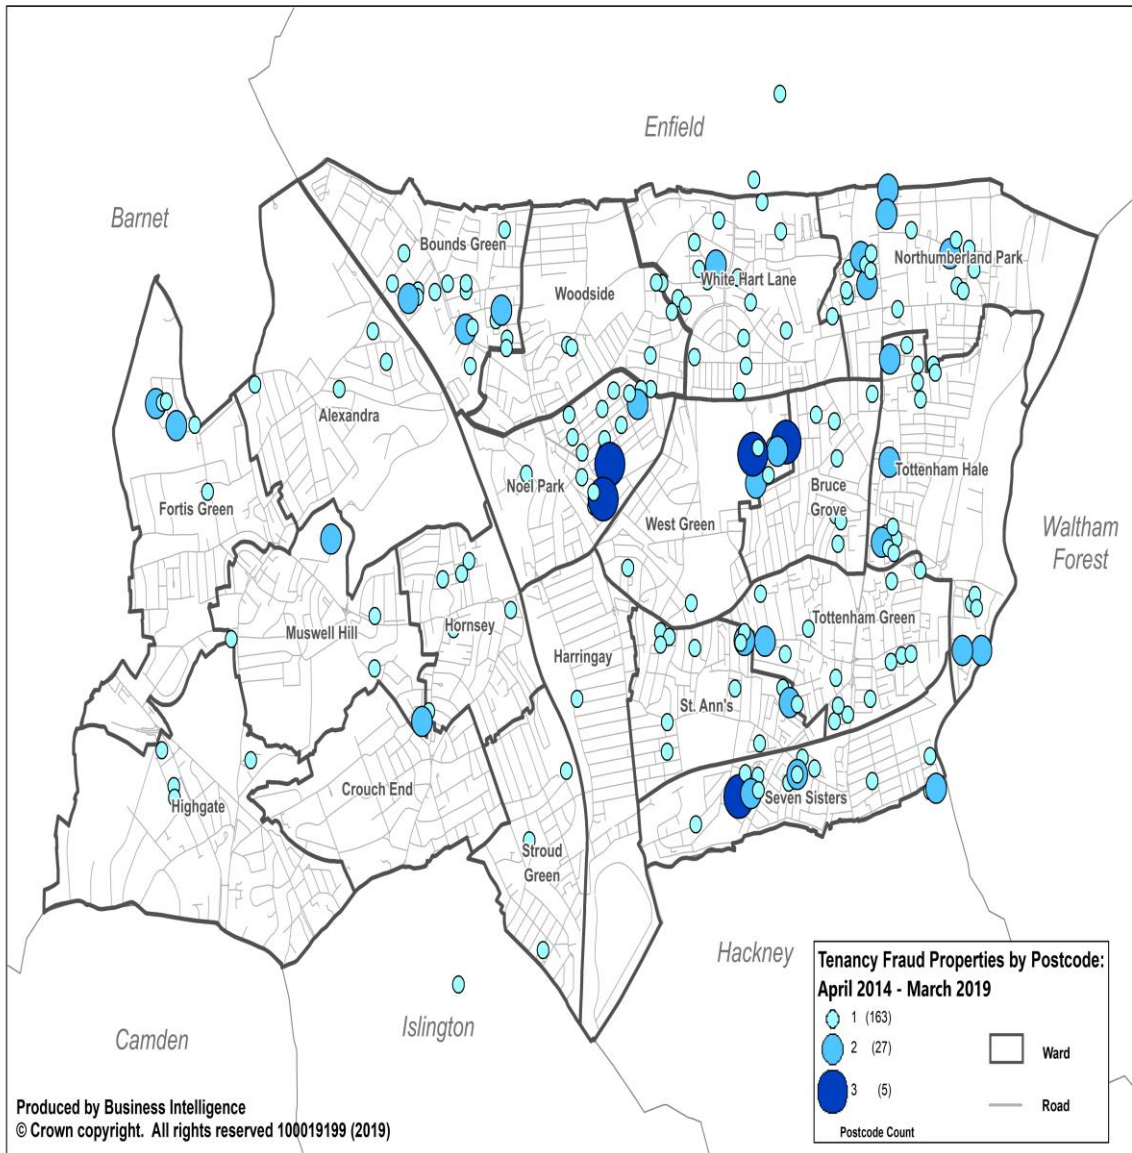 Enfield
Barnet
Bounds Green
Northumberland Park
White Hart Lane
Woodside
Alexandra
Tottenham Hale
Noel Park
Bruce
Grove
Fortis Green
West Green
Waltham
Forest
Tottenham Green
Muswell Hill
Hornsey
Harringay
St. Ann's
Crouch End
Seven Sisters
Highgate
Stroud
Green
Hackney
Islington
Camden
Tenancy Fraud Properties by Postcode:
April 2014 - March 2019
1 (163)
2 (27)
3 (5)
Postcode Count
Ward
Road
Produced by Business Intelligence
© Crown copyright. All rights reserved 100019199 (2019)